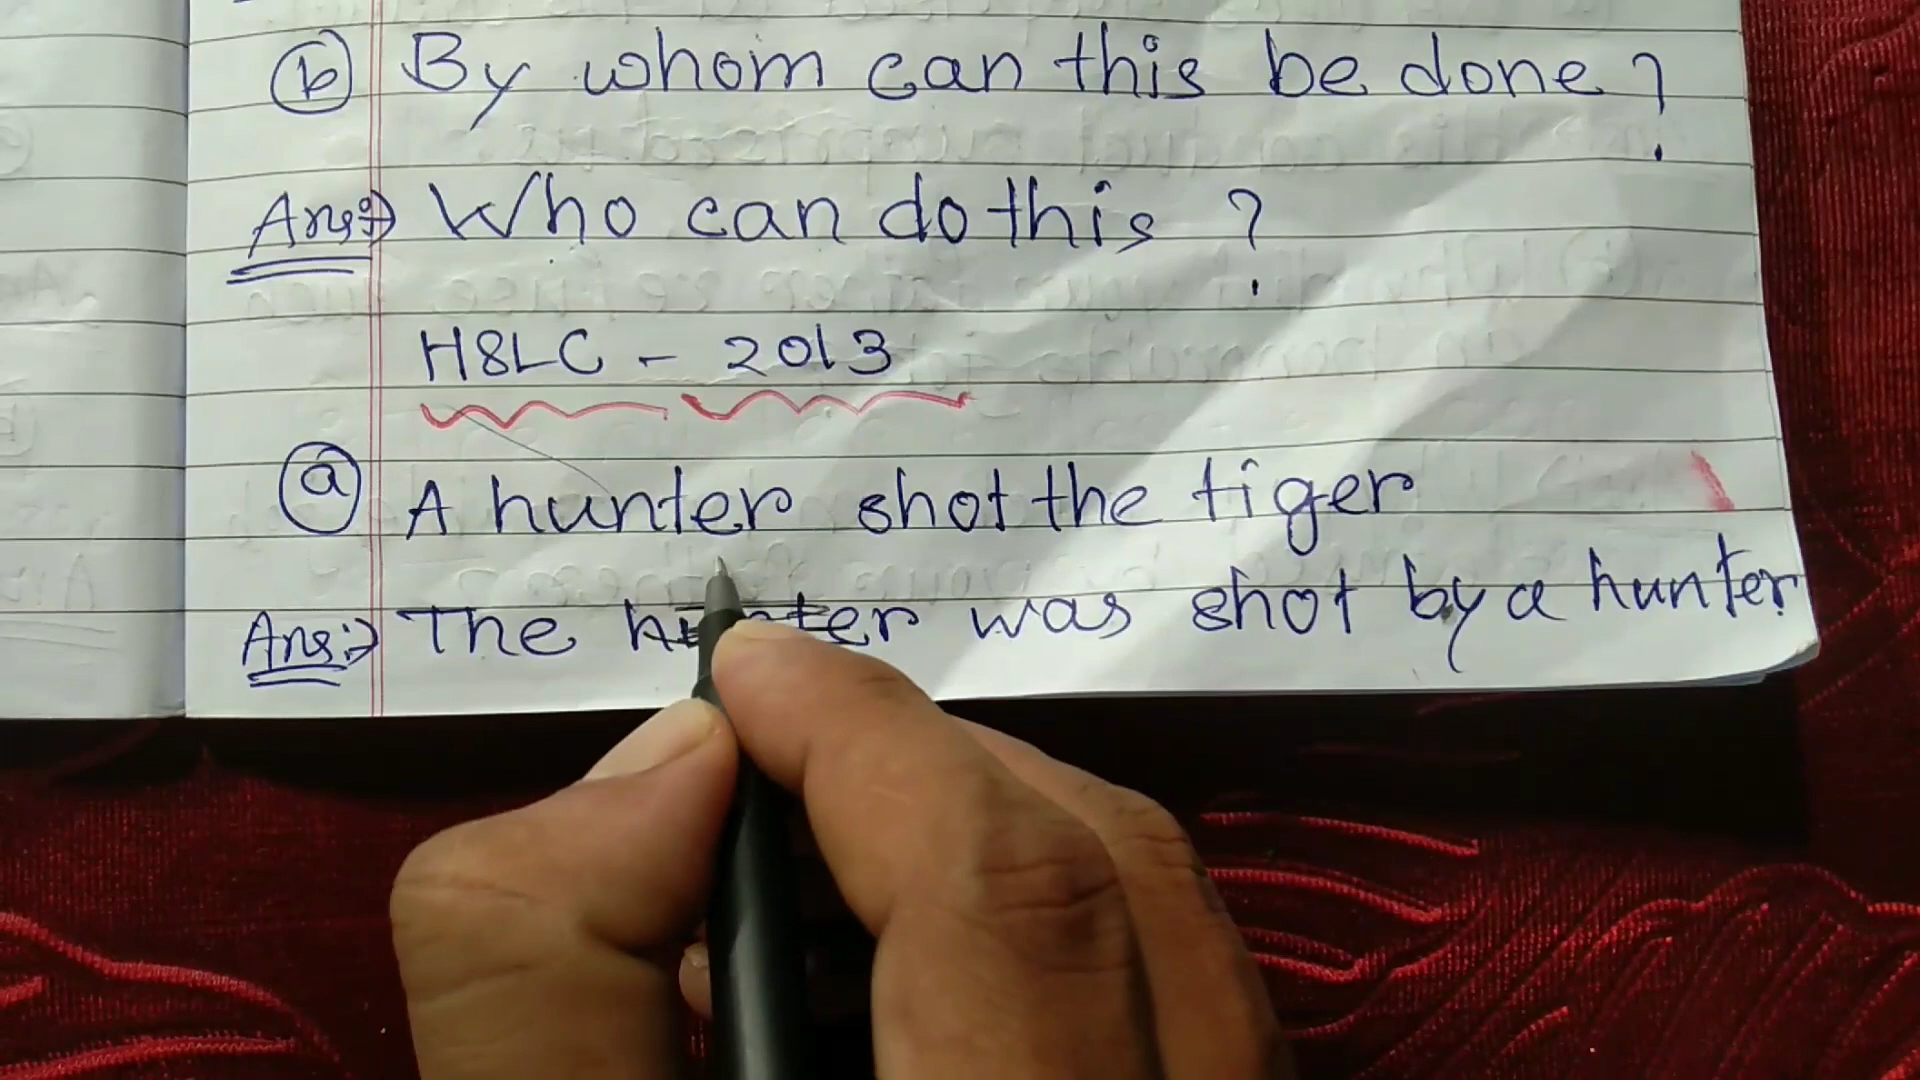 (b) By whom can this be done?
Ans:→ Who can do this ?
HSLC - 2013
(a) A hunter shot the tiger
Ans:→ The hunter was shot by a hunter